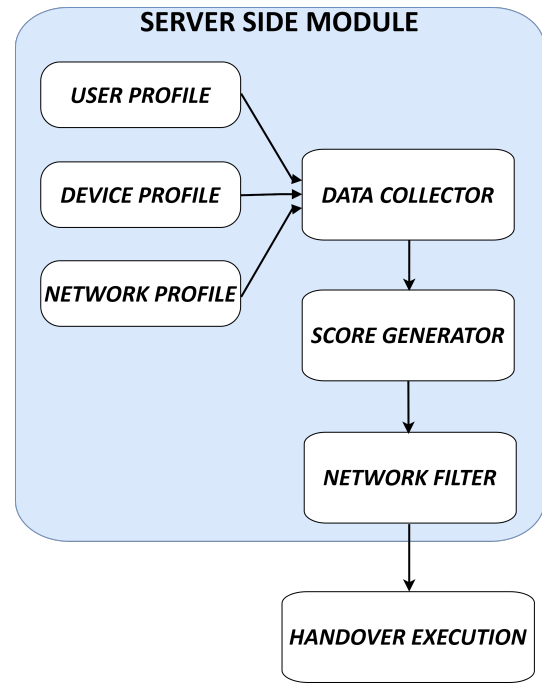 SERVER SIDE MODULE
USER PROFILE
DEVICE PROFILE
NETWORK PROFILE
DATA COLLECTOR
SCORE GENERATOR
NETWORK FILTER
HANDOVER EXECUTION